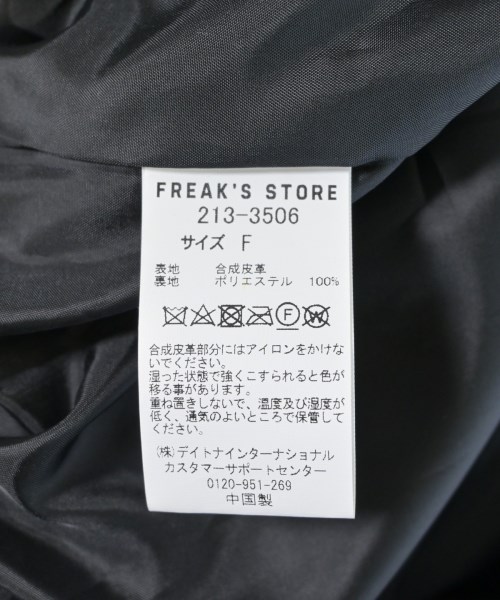 FREAK'S STORE
213-3506
サイズ F
表地 合成皮革
裏地 ポリエステル 100%
F W
合成皮革部分にはアイロンをかけな
いでください。
湿った状態で強くこすられると色が
移る事があります。
重ね置きしないで、温度及び湿度が
低く、通気のよいところで保管して
ください。
(株)デイトナインターナショナル
カスタマーサポートセンター
0120-951-269
中国製